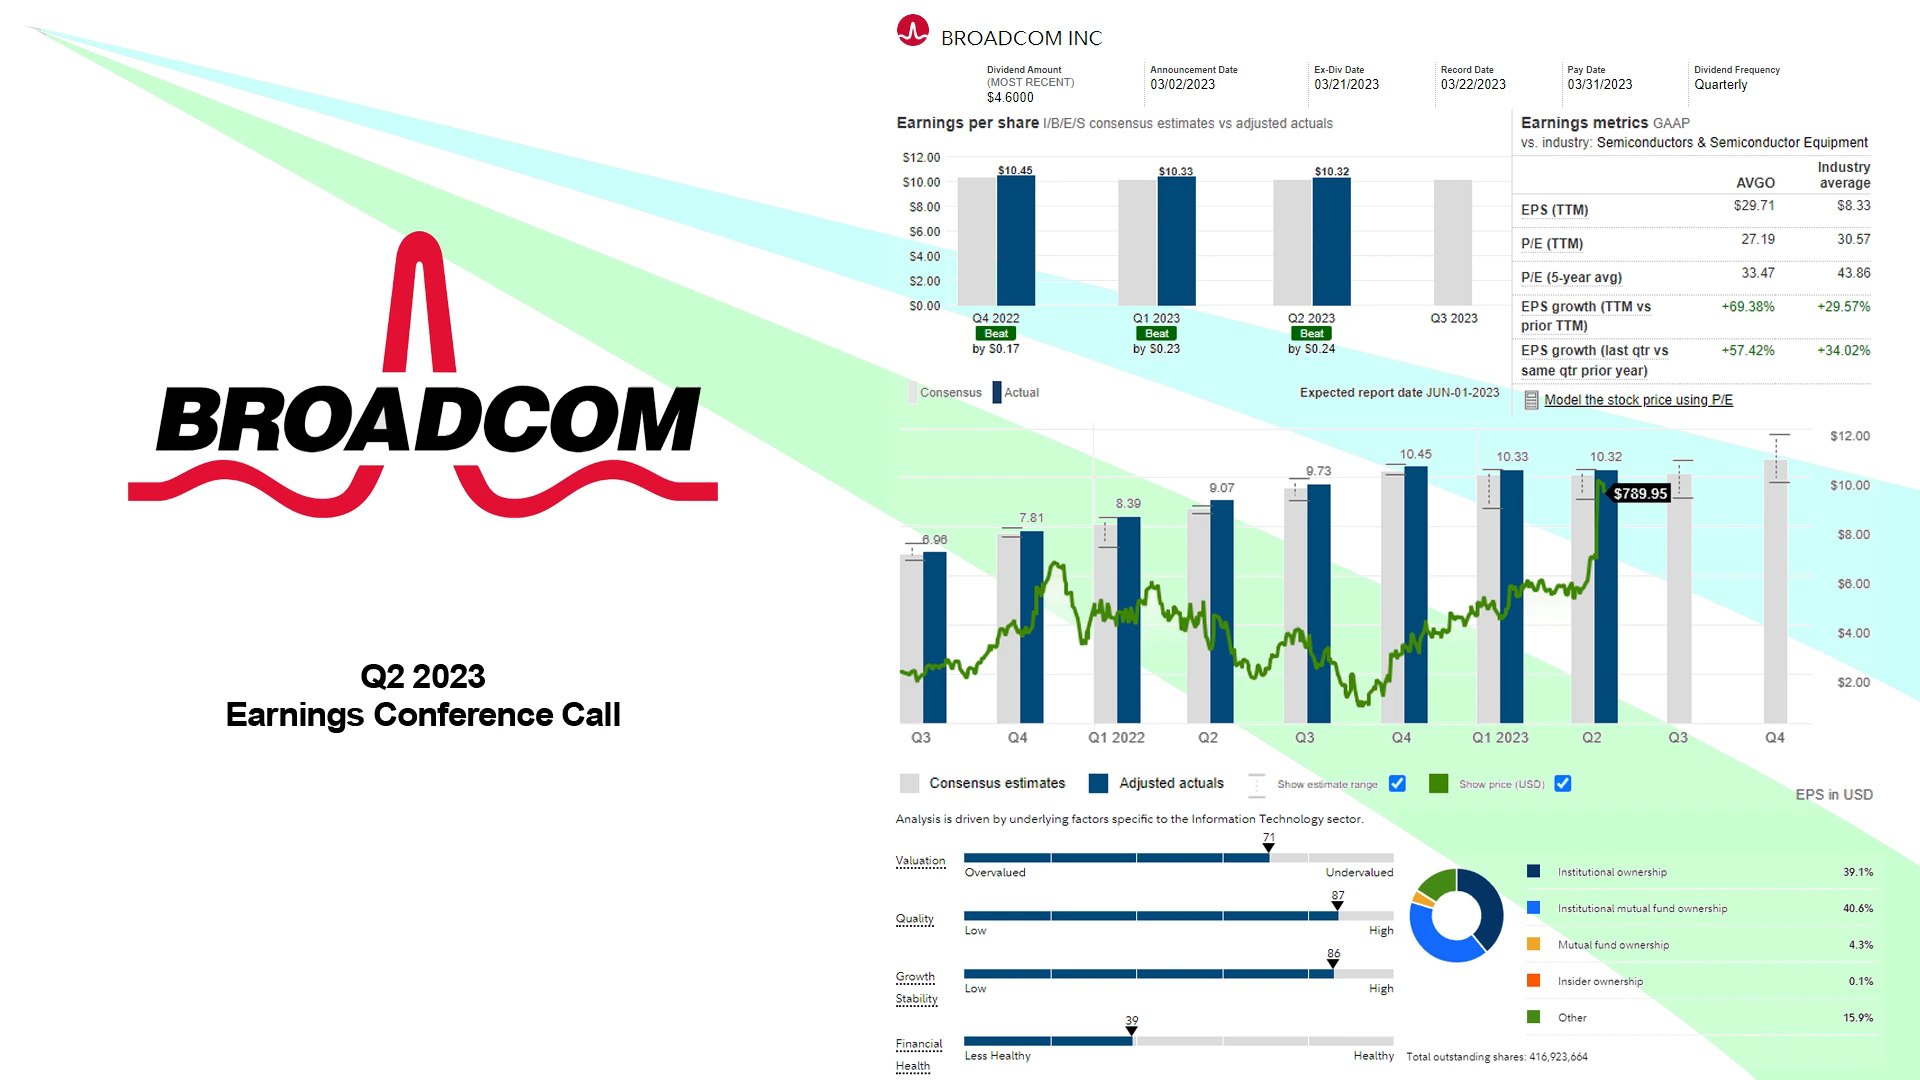 BROADCOM
Q2 2023
Earnings Conference Call
BROADCOM INC
Dividend Amount
(MOST RECENT)
$4.6000
Announcement Date
03/02/2023
Ex-Div Date
03/21/2023
Record Date
03/22/2023
Pay Date
03/31/2023
Dividend Frequency
Quarterly
Earnings per share I/B/E/S consensus estimates vs adjusted actuals
$12.00
$10.00
$8.00
$6.00
$4.00
$2.00
$0.00
$10.45
$10.33
$10.32
Q4 2022
Beat
by $0.17
Q1 2023
Beat
by $0.23
Q2 2023
Beat
by $0.24
Q3 2023
Consensus
Actual
Expected report date JUN-01-2023
Earnings metrics GAAP
vs. industry: Semiconductors & Semiconductor Equipment
AVGO
Industry
average
EPS (TTM) $29.71 $8.33
P/E (TTM) 27.19 30.57
P/E (5-year avg) 33.47 43.86
EPS growth (TTM vs
prior TTM)
+69.38% +29.57%
EPS growth (last qtr vs
same qtr prior year)
+57.42% +34.02%
Model the stock price using P/E
6.96
7.81
8.39
9.07
9.73
10.45
10.33
10.32
$789.95
$12.00
$10.00
$8.00
$6.00
$4.00
$2.00
Q3 Q4 Q1 2022 Q2 Q3 Q4 Q1 2023 Q2 Q3 Q4
Consensus estimates
Adjusted actuals
Show estimate range
Show price (USD)
EPS in USD
Analysis is driven by underlying factors specific to the Information Technology sector.
71
Valuation
Overvalued Undervalued
87
Quality
Low High
86
Growth
Stability
Low High
39
Financial
Health
Less Healthy Healthy
Institutional ownership 39.1%
Institutional mutual fund ownership 40.6%
Mutual fund ownership 4.3%
Insider ownership 0.1%
Other 15.9%
Total outstanding shares: 416,923,664